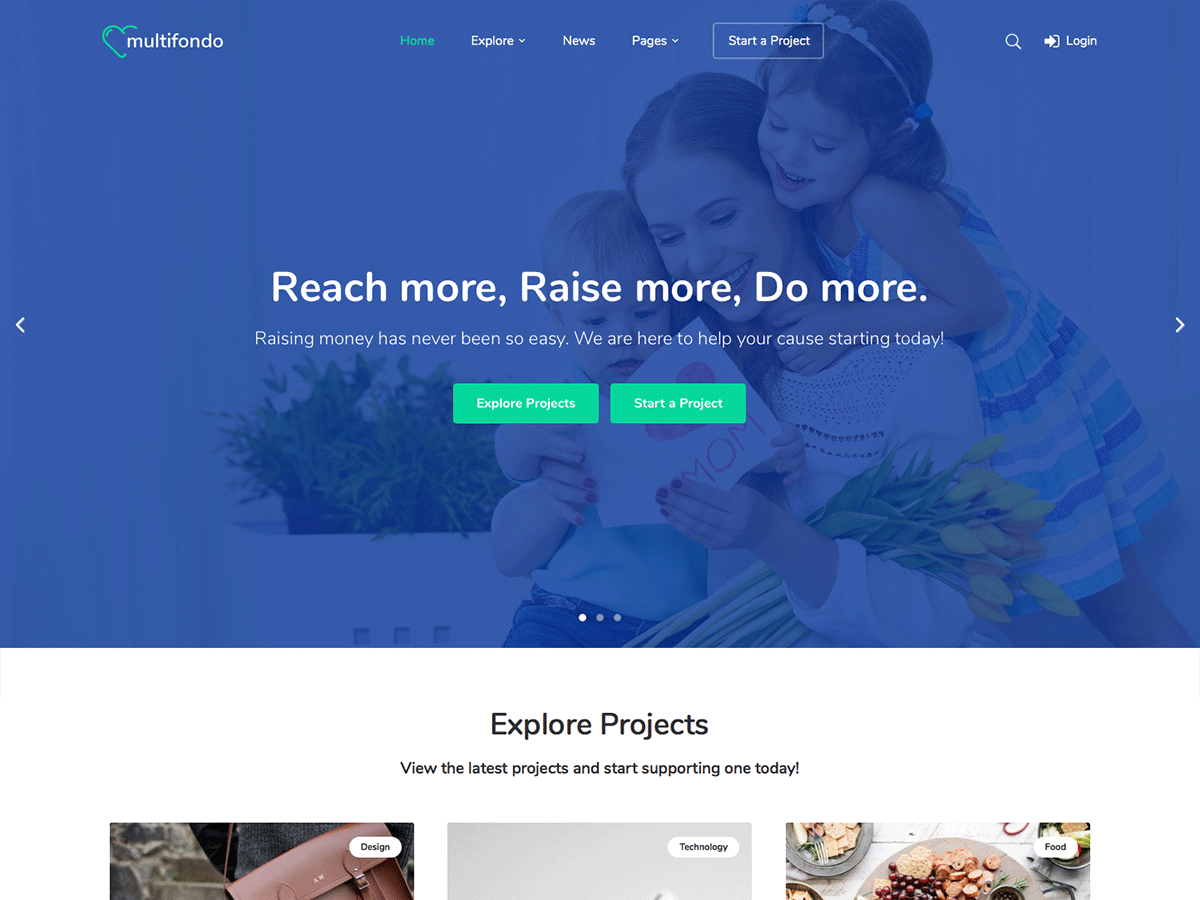 multifondo
Home
Explore
News
Pages
Start a Project
Login
Reach more, Raise more, Do more.
Raising money has never been so easy. We are here to help your cause starting today!
Explore Projects
Start a Project
MOM
Explore Projects
View the latest projects and start supporting one today!
Design
Technology
Food
A W